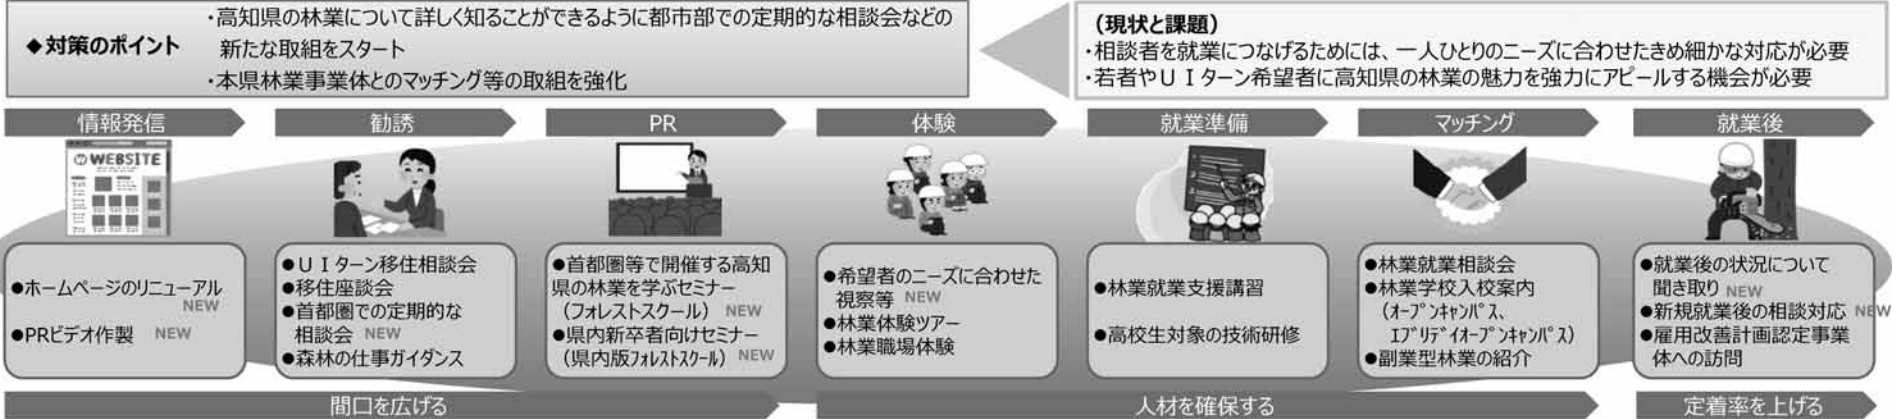 ◆対策のポイント
・高知県の林業について詳しく知ることができるように都市部での定期的な相談会などの
新たな取組をスタート
・本県林業事業体とのマッチング等の取組を強化
(現状と課題)
・相談者を就業につなげるためには、一人ひとりのニーズに合わせたきめ細かな対応が必要
・若者やUIターン希望者に高知県の林業の魅力を強力にアピールする機会が必要
情報発信
WEBSITE
●ホームページのリニューアル
NEW
●PRビデオ作製 NEW
勧誘
●UIターン移住相談会
●移住座談会
●首都圏での定期的な
相談会 NEW
●森林の仕事ガイダンス
PR
●首都圏等で開催する高知
県の林業を学ぶセミナー
(フォレストスクール) NEW
●県内新卒者向けセミナー
(県内版フォレストスクール) NEW
体験
●希望者のニーズに合わせた
視察等 NEW
●林業体験ツアー
●林業職場体験
就業準備
●林業就業支援講習
●高校生対象の技術研修
マッチング
●林業就業相談会
●林業学校入校案内
(オープンキャンパス、
エブリデイオープンキャンパス)
●副業型林業の紹介
就業後
●就業後の状況について
聞き取り NEW
●新規就業後の相談対応 NEW
●雇用改善計画認定事業
体への訪問
間口を広げる
人材を確保する
定着率を上げる